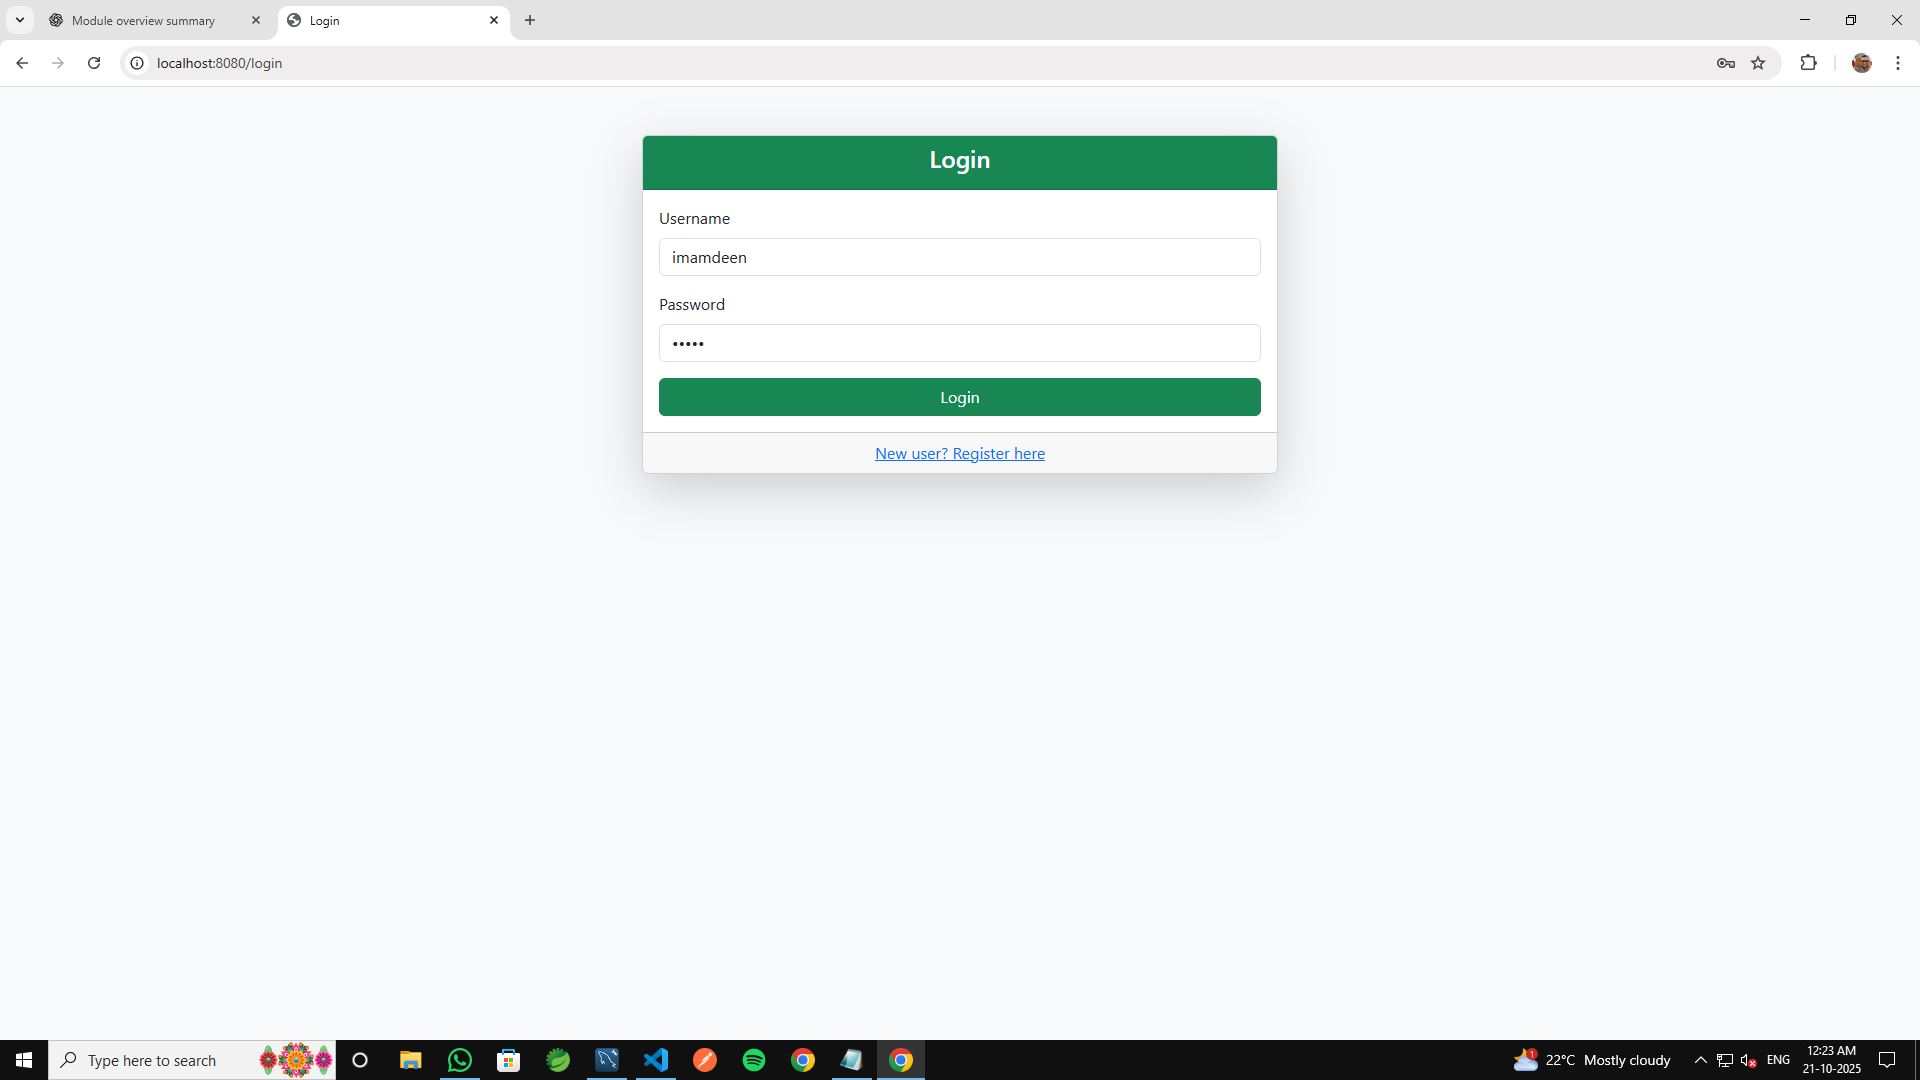 Module overview summary
Login
localhost:8080/login
Login
Username
imamdeen
Password
•••••
Login
New user? Register here
Type here to search
1
22°C Mostly cloudy
ENG
12:23 AM
21-10-2025